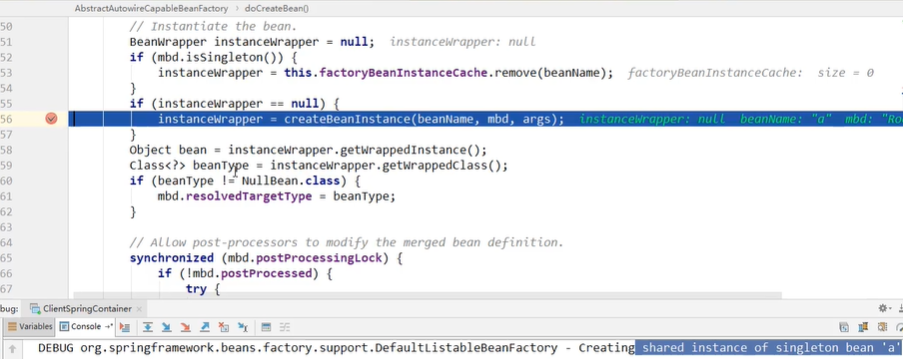 AbstractAutowireCapableBeanFactory > doCreateBean()
50 // Instantiate the bean.
51 BeanWrapper instanceWrapper = null; instanceWrapper: null
52 if (mbd.isSingleton()) {
53 instanceWrapper = this.factoryBeanInstanceCache.remove(beanName); factoryBeanInstanceCache: size = 0
54 }
55 if (instanceWrapper == null) {
56 instanceWrapper = createBeanInstance(beanName, mbd, args); instanceWrapper: null beanName: "a" mbd: "Ro
57 }
58 Object bean = instanceWrapper.getWrappedInstance();
59 Class<?> beanType = instanceWrapper.getWrappedClass();
60 if (beanType != NullBean.class) {
61 mbd.resolvedTargetType = beanType;
62 }
63
64 // Allow post-processors to modify the merged bean definition.
65 synchronized (mbd.postProcessingLock) {
66 if (!mbd.postProcessed) {
67 try {
bug: ClientSpringContainer ×
Variables Console
DEBUG org.springframework.beans.factory.support.DefaultListableBeanFactory - Creating shared instance of singleton bean 'a'